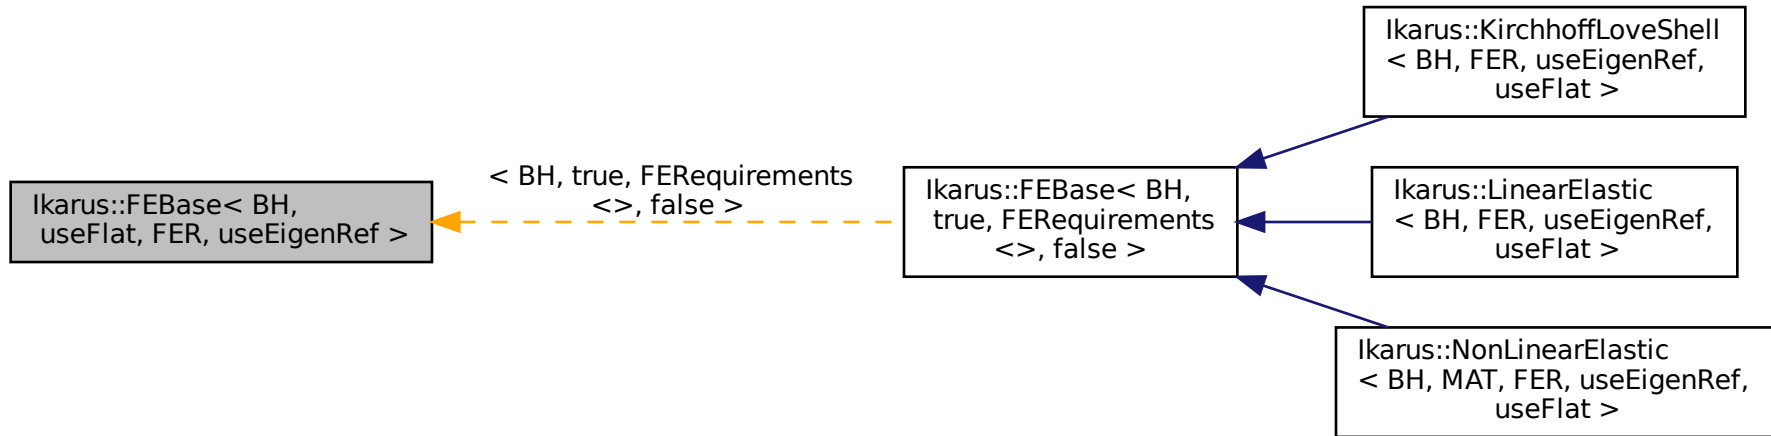 Ikarus::FEBase< BH,
useFlat, FER, useEigenRef >
< BH, true, FERequirements
<>, false >
Ikarus::FEBase< BH,
true, FERequirements
<>, false >
Ikarus::KirchhoffLoveShell
< BH, FER, useEigenRef,
useFlat >
Ikarus::LinearElastic
< BH, FER, useEigenRef,
useFlat >
Ikarus::NonLinearElastic
< BH, MAT, FER, useEigenRef,
useFlat >